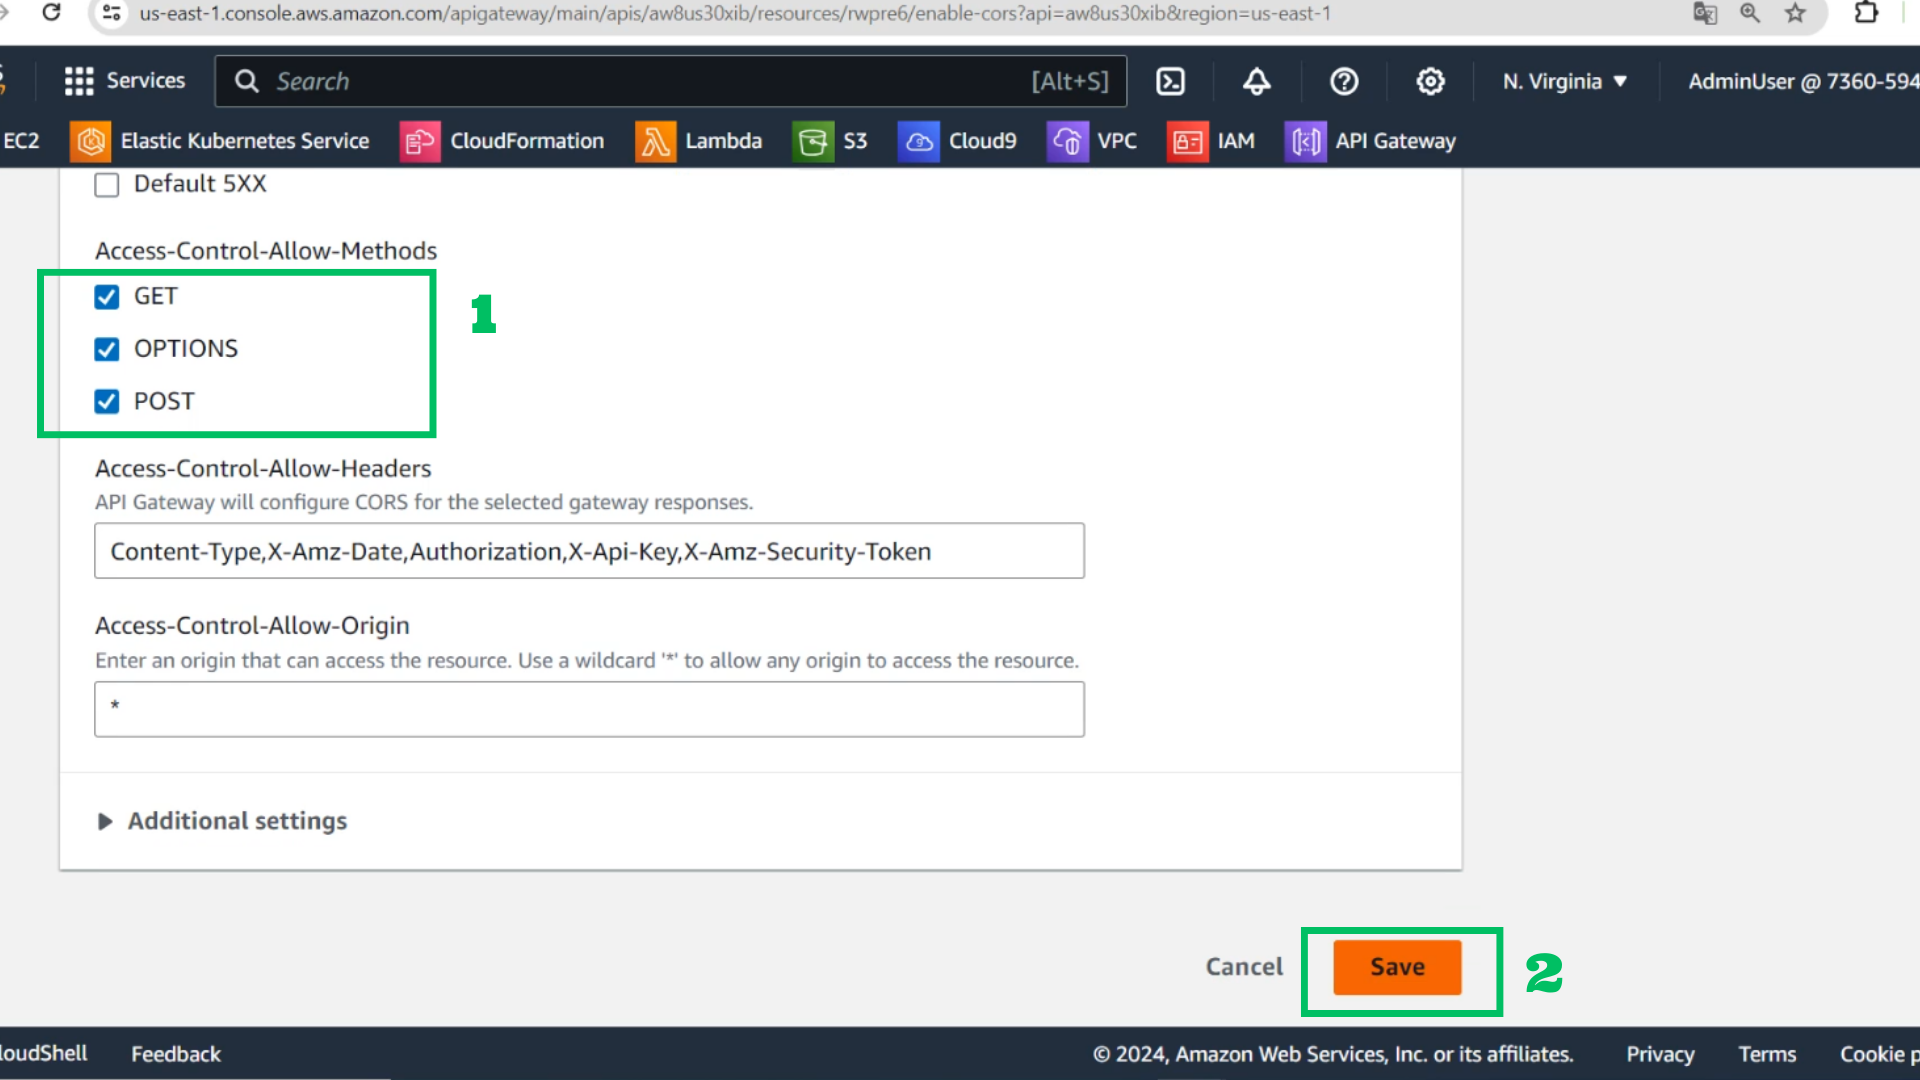 us-east-1.console.aws.amazon.com/apigateway/main/apis/aw8us30xib/resources/rwpre6/enable-cors?api=aw8us30xib&region=us-east-1
Services
Search
[Alt+S]
N. Virginia
AdminUser @ 7360-594
EC2
Elastic Kubernetes Service
CloudFormation
Lambda
S3
Cloud9
VPC
IAM
API Gateway
Default 5XX
Access-Control-Allow-Methods
GET
1
OPTIONS
POST
Access-Control-Allow-Headers
API Gateway will configure CORS for the selected gateway responses.
Content-Type,X-Amz-Date,Authorization,X-Api-Key,X-Amz-Security-Token
Access-Control-Allow-Origin
Enter an origin that can access the resource. Use a wildcard '*' to allow any origin to access the resource.
*
Additional settings
Cancel
Save
2
loudShell
Feedback
© 2024, Amazon Web Services, Inc. or its affiliates.
Privacy
Terms
Cookie p